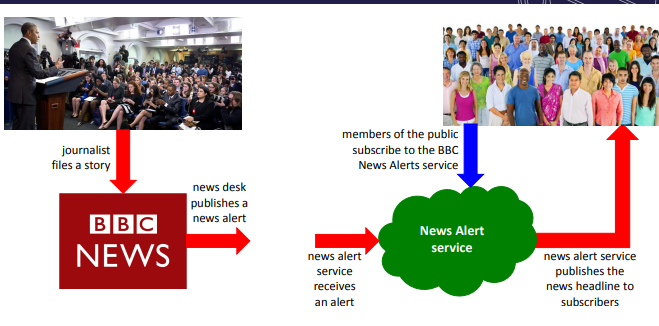 journalist
files a story
news desk
publishes a
news alert
BBC
NEWS
members of the public
subscribe to the BBC
News Alerts service
News Alert
service
news alert
service
receives
an alert
news alert service
publishes the
news headline to
subscribers